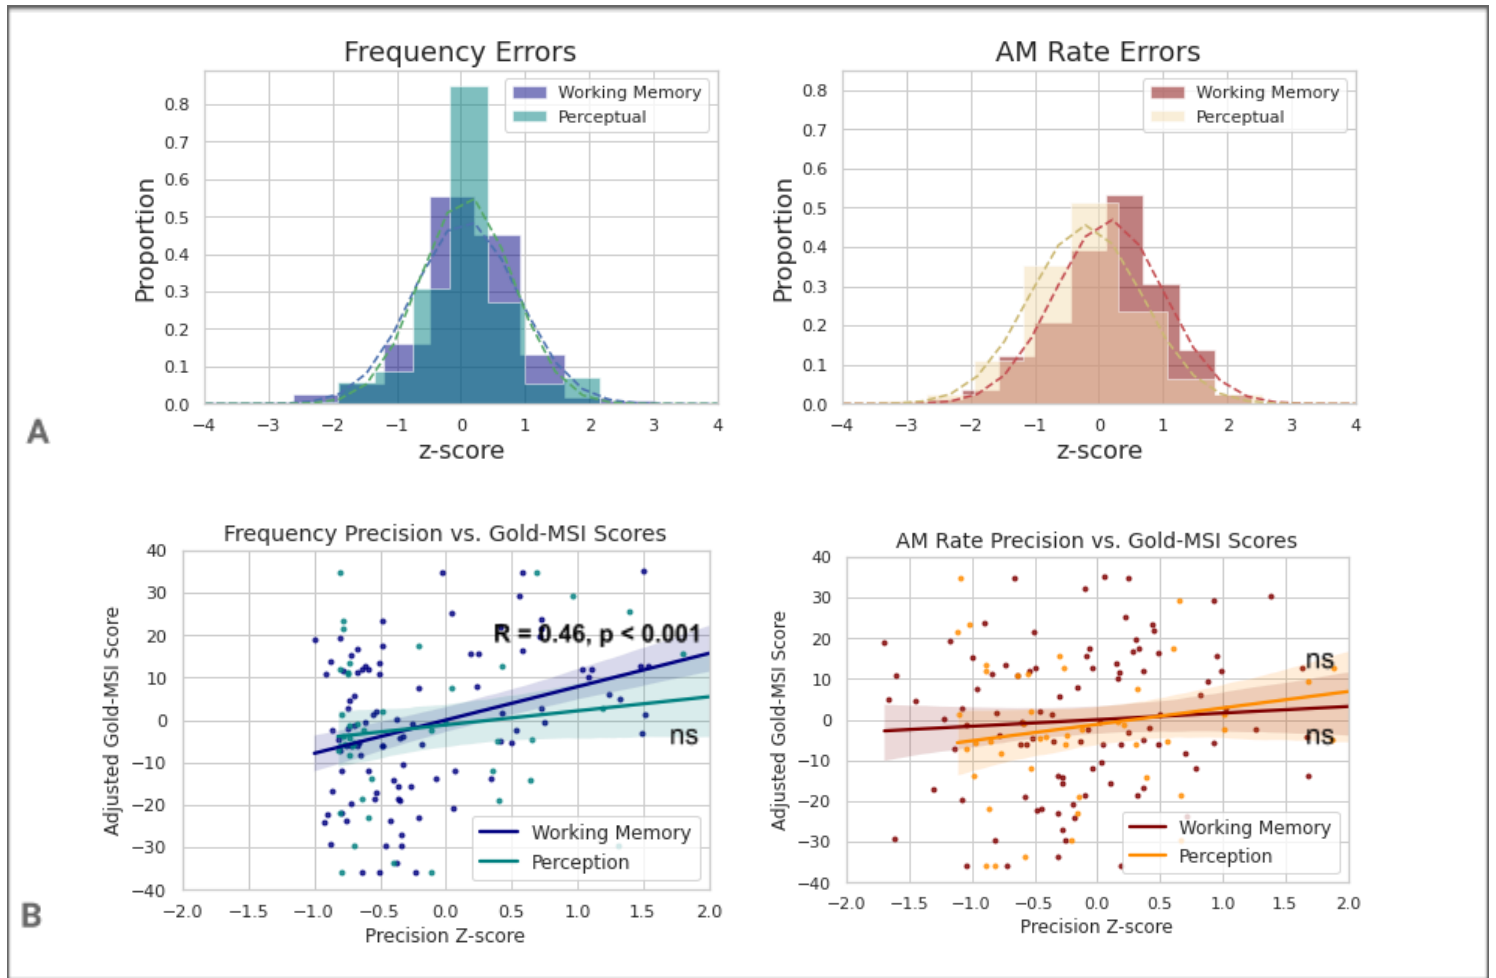 Frequency Errors
AM Rate Errors
Working Memory
Perceptual
Working Memory
Perceptual
Proportion
0.8
0.7
0.6
0.5
0.4
0.3
0.2
0.1
0.0
Proportion
0.8
0.7
0.6
0.5
0.4
0.3
0.2
0.1
0.0
−4 −3 −2 −1 0 1 2 3 4
−4 −3 −2 −1 0 1 2 3 4
z-score
z-score
A
Frequency Precision vs. Gold-MSI Scores
AM Rate Precision vs. Gold-MSI Scores
Adjusted Gold-MSI Score
40
30
20
10
0
−10
−20
−30
−40
R = 0.46, p < 0.001
ns
Working Memory
Perception
−2.0 −1.5 −1.0 −0.5 0.0 0.5 1.0 1.5 2.0
Precision Z-score
Adjusted Gold-MSI Score
40
30
20
10
0
−10
−20
−30
−40
ns
ns
Working Memory
Perception
−2.0 −1.5 −1.0 −0.5 0.0 0.5 1.0 1.5 2.0
Precision Z-score
B